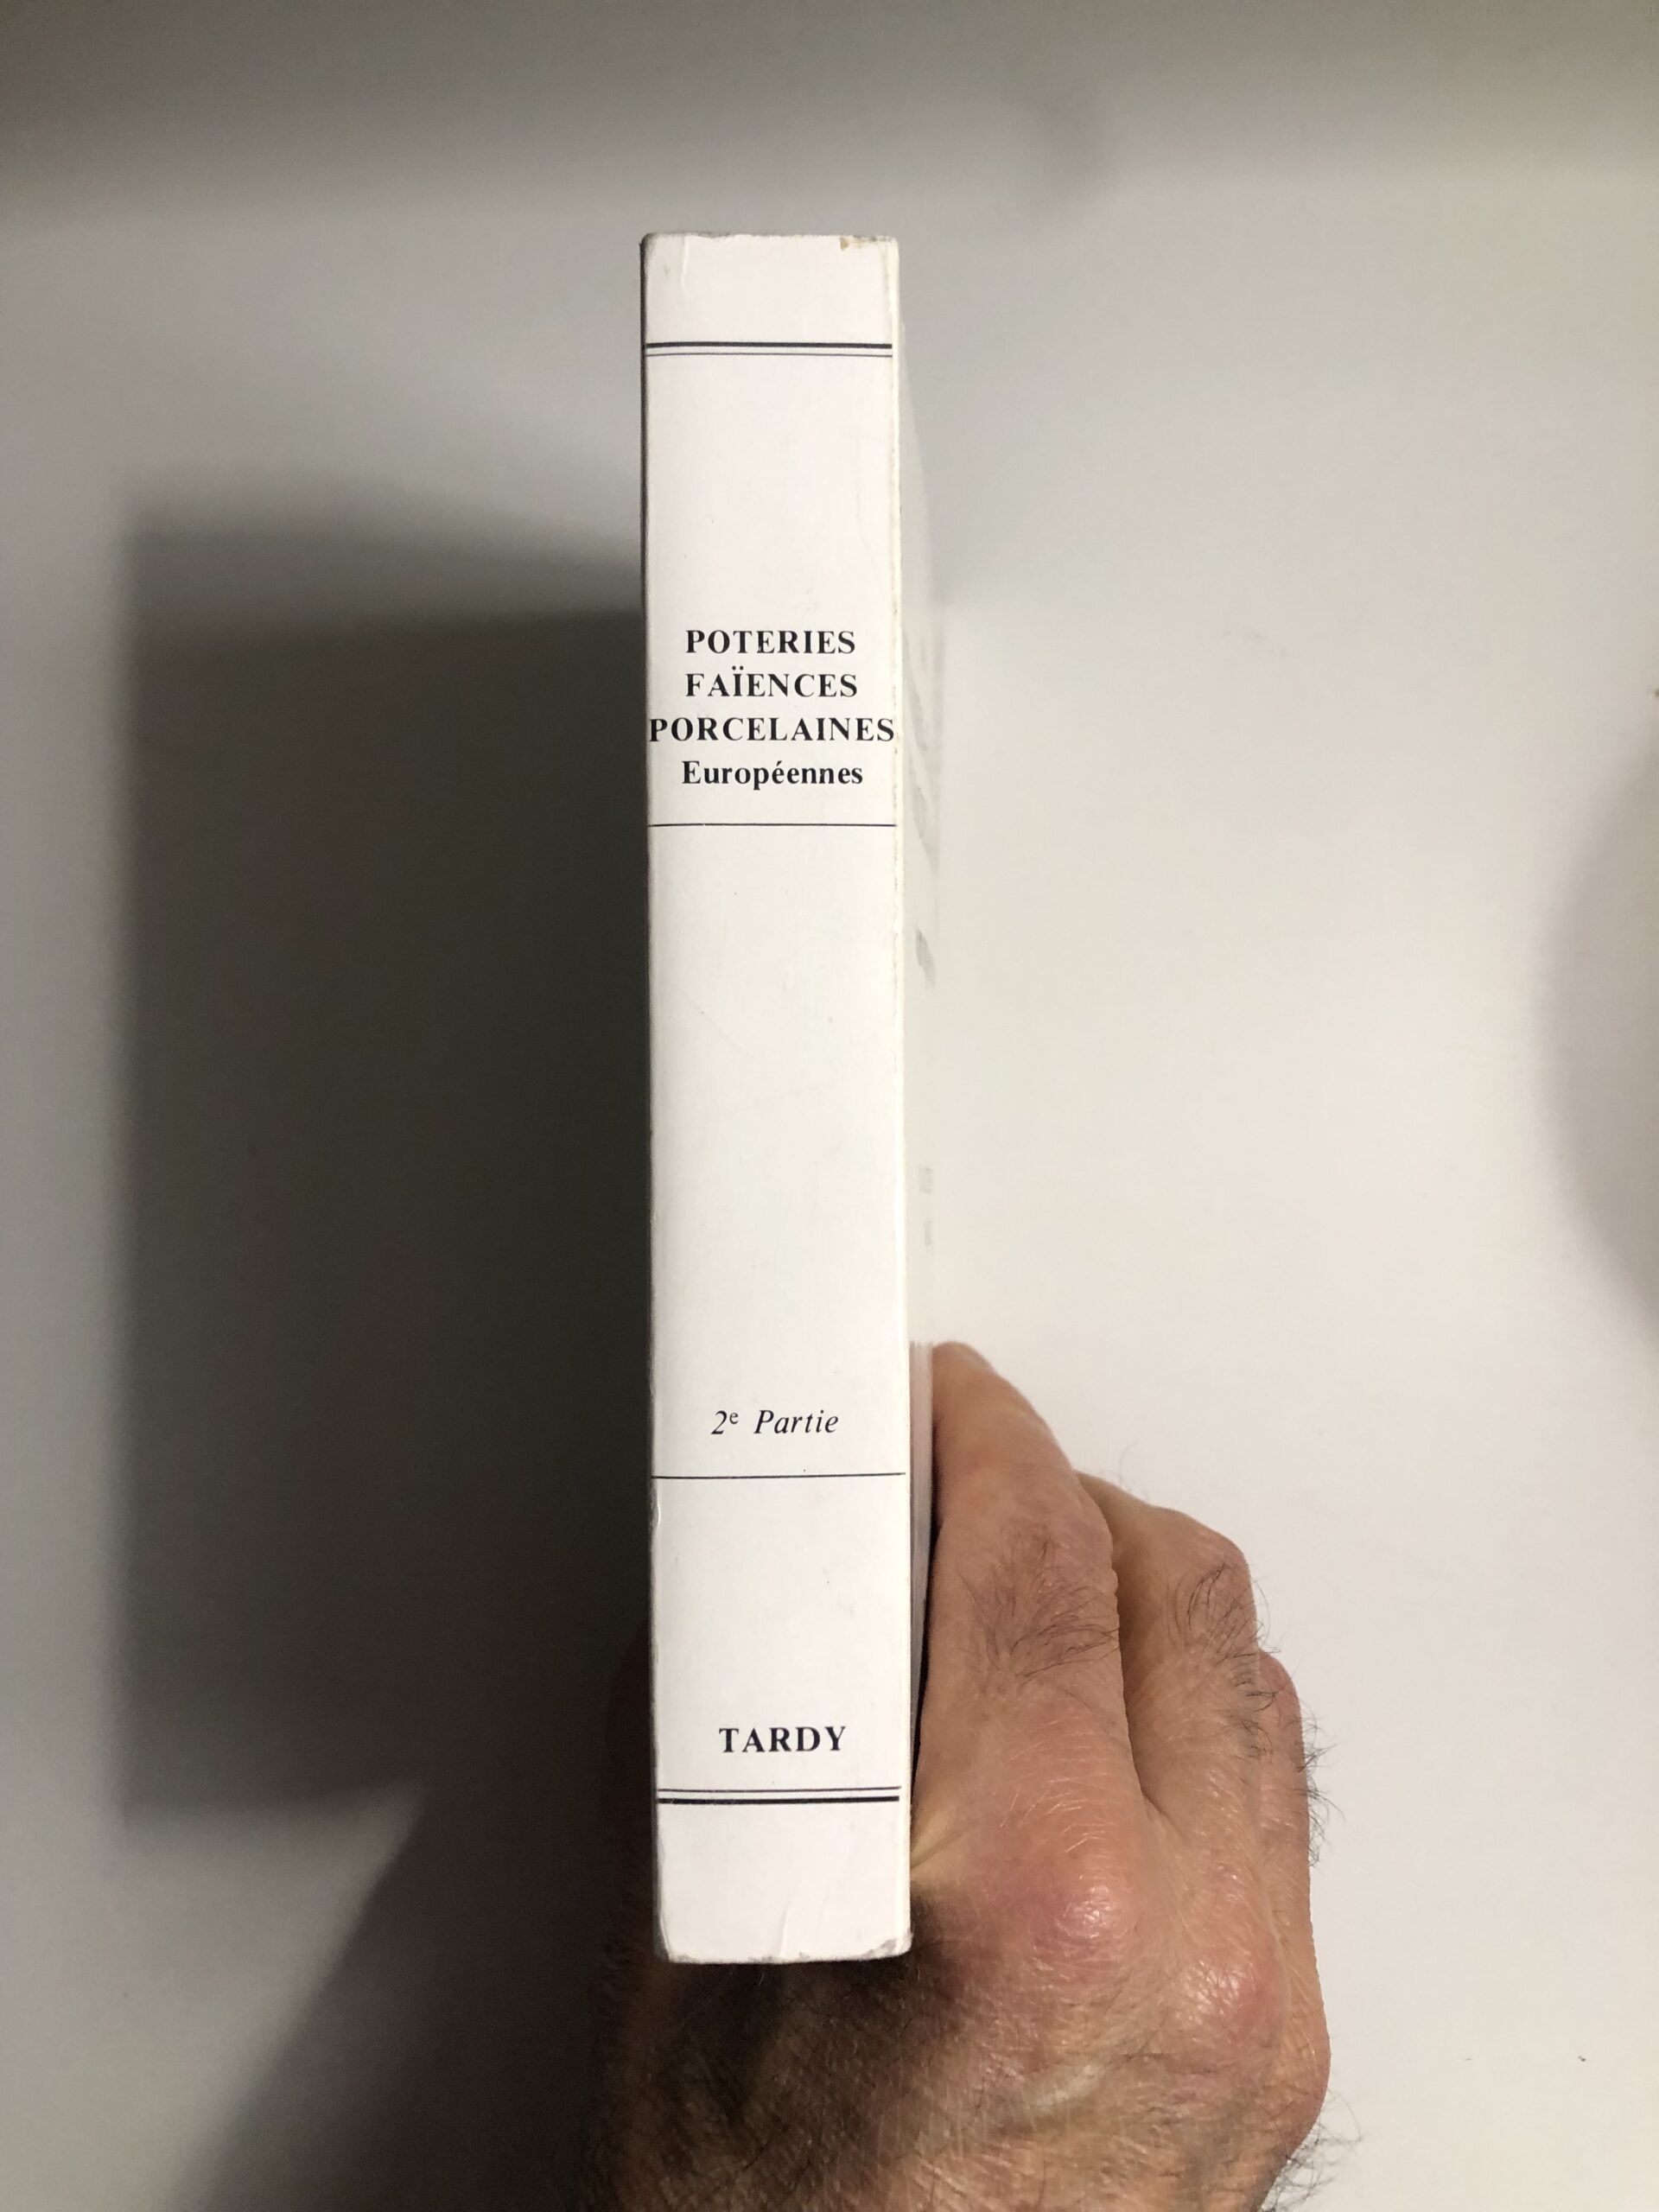 POTERIES
FAÏENCES
PORCELAINES
Européennes
2e Partie
TARDY